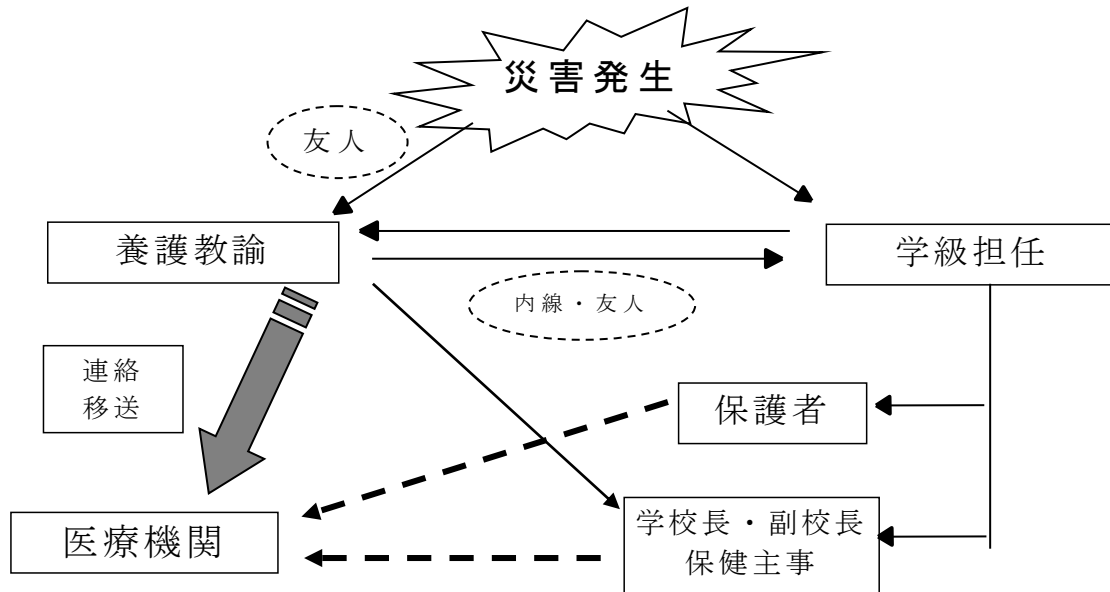 災害発生
友人
養護教諭
学級担任
内線・友人
連絡
移送
保護者
学校長・副校長
保健主事
医療機関